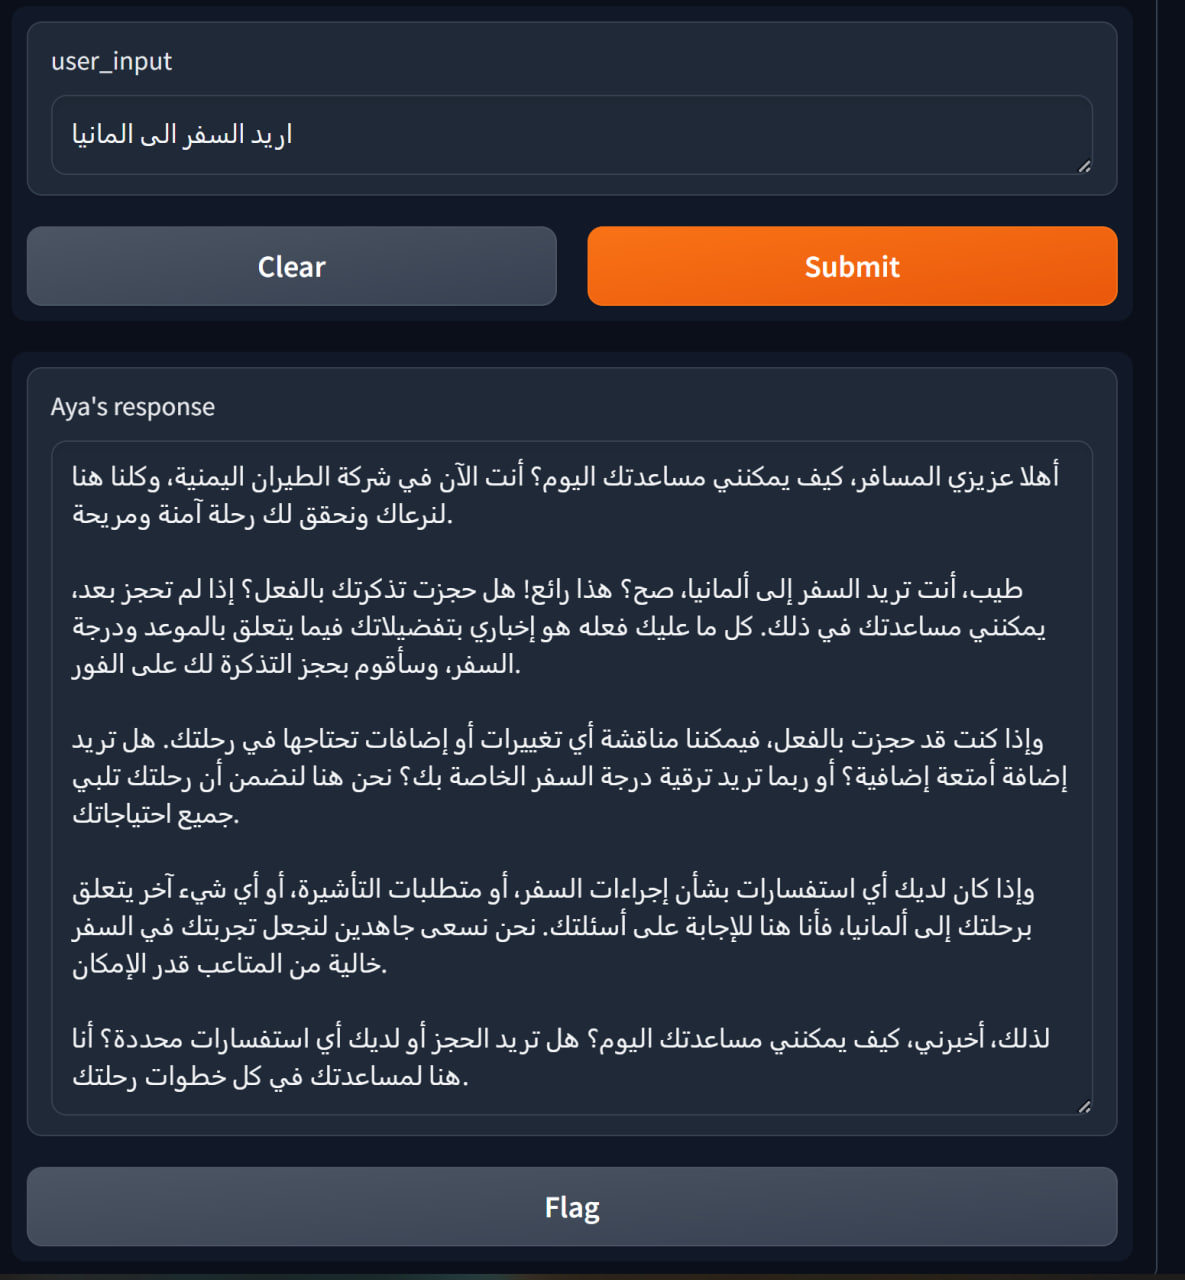 user_input
اريد السفر الى المانيا
Clear
Submit
Aya's response
أهلا عزيزي المسافر، كيف يمكنني مساعدتك اليوم؟ أنت الآن في شركة الطيران اليمنية، وكلنا هنا
لنرعاك ونحقق لك رحلة آمنة ومريحة.
طيب، أنت تريد السفر إلى ألمانيا، صح؟ هذا رائع! هل حجزت تذكرتك بالفعل؟ إذا لم تحجز بعد،
يمكنني مساعدتك في ذلك. كل ما عليك فعله هو إخباري بتفضيلاتك فيما يتعلق بالموعد ودرجة
السفر، وسأقوم بحجز التذكرة لك على الفور.
وإذا كنت قد حجزت بالفعل، فيمكننا مناقشة أي تغييرات أو إضافات تحتاجها في رحلتك. هل تريد
إضافة أمتعة إضافية؟ أو ربما تريد ترقية درجة السفر الخاصة بك؟ نحن هنا لنضمن أن رحلتك تلبي
جميع احتياجاتك.
وإذا كان لديك أي استفسارات بشأن إجراءات السفر، أو متطلبات التأشيرة، أو أي شيء آخر يتعلق
برحلتك إلى ألمانيا، فأنا هنا للإجابة على أسئلتك. نحن نسعى جاهدين لنجعل تجربتك في السفر
خالية من المتاعب قدر الإمكان.
لذلك، أخبرني، كيف يمكنني مساعدتك اليوم؟ هل تريد الحجز أو لديك أي استفسارات محددة؟ أنا
هنا لمساعدتك في كل خطوات رحلتك.
Flag